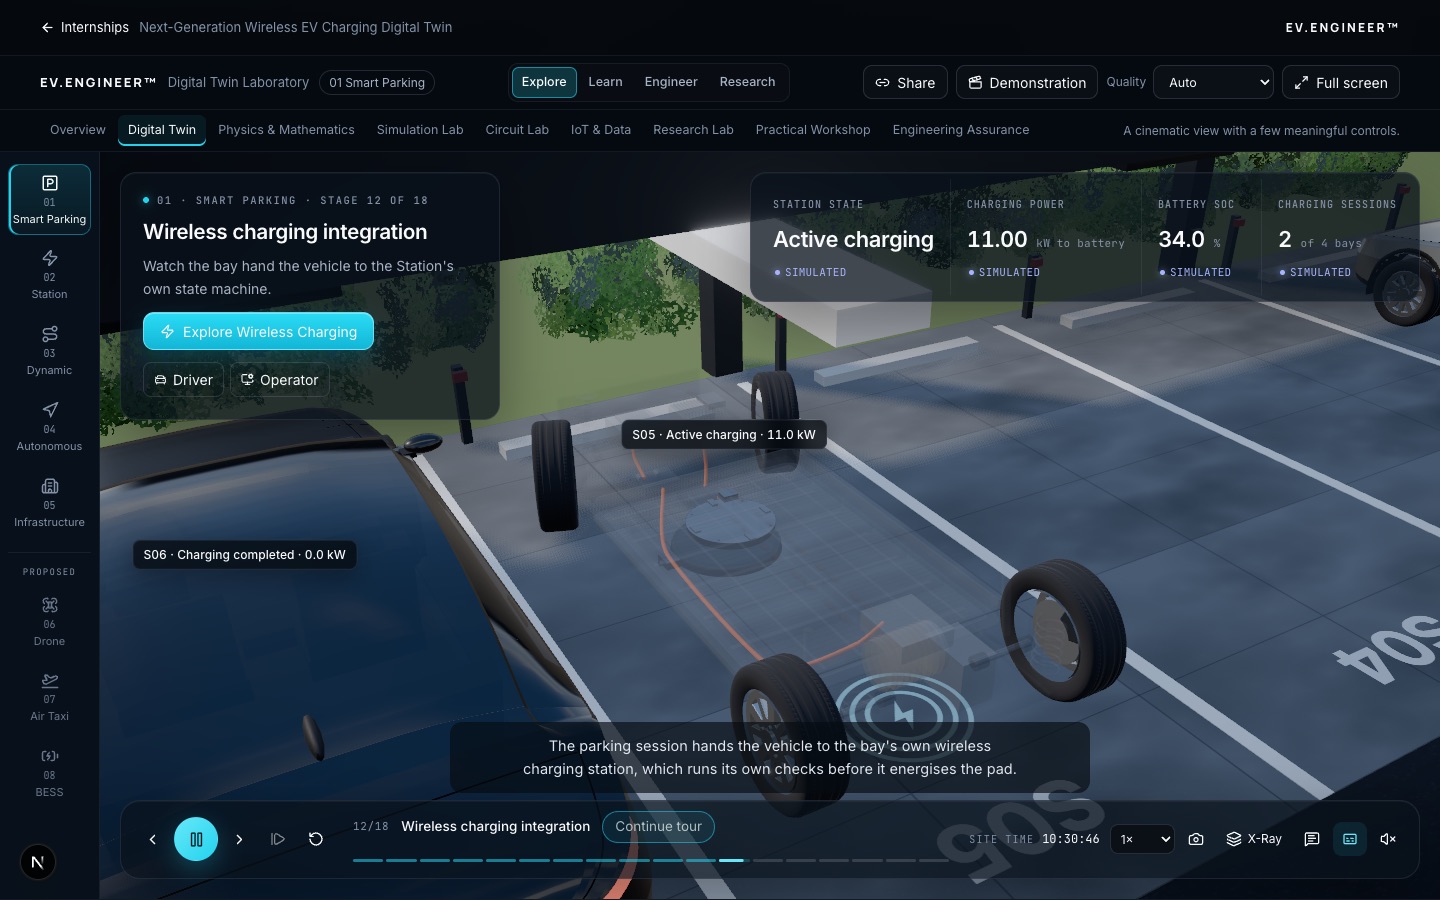 Internships Next-Generation Wireless EV Charging Digital Twin
EV.ENGINEER™
EV.ENGINEER™ Digital Twin Laboratory 01 Smart Parking
Explore Learn Engineer Research
Share Demonstration Quality Auto Full screen
Overview Digital Twin Physics & Mathematics Simulation Lab Circuit Lab IoT & Data Research Lab Practical Workshop Engineering Assurance
A cinematic view with a few meaningful controls.
01
Smart Parking
02
Station
03
Dynamic
04
Autonomous
05
Infrastructure
PROPOSED
06
Drone
07
Air Taxi
08
BESS
N
01 · SMART PARKING · STAGE 12 OF 18
Wireless charging integration
Watch the bay hand the vehicle to the Station's
own state machine.
Explore Wireless Charging
Driver Operator
STATION STATE
Active charging
SIMULATED
CHARGING POWER
11.00 kW to battery
SIMULATED
BATTERY SOC
34.0 %
SIMULATED
CHARGING SESSIONS
2 of 4 bays
SIMULATED
S05 · Active charging · 11.0 kW
S06 · Charging completed · 0.0 kW
S04
S05
The parking session hands the vehicle to the bay's own wireless
charging station, which runs its own checks before it energises the pad.
12/18 Wireless charging integration Continue tour
SITE TIME 10:30:46 1× X-Ray